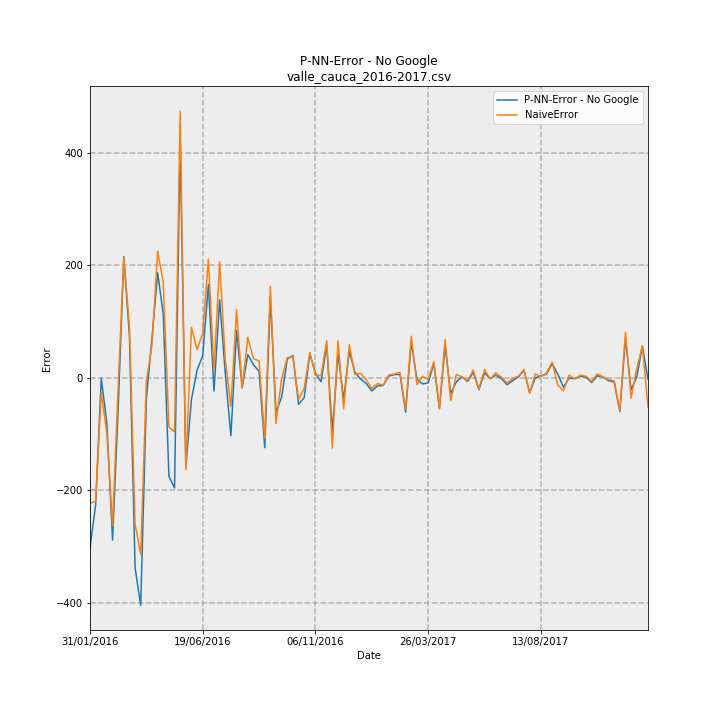 P-NN-Error - No Google
valle_cauca_2016-2017.csv
P-NN-Error - No Google
NaiveError
400
200
0
−200
−400
Error
31/01/2016
19/06/2016
06/11/2016
26/03/2017
13/08/2017
Date